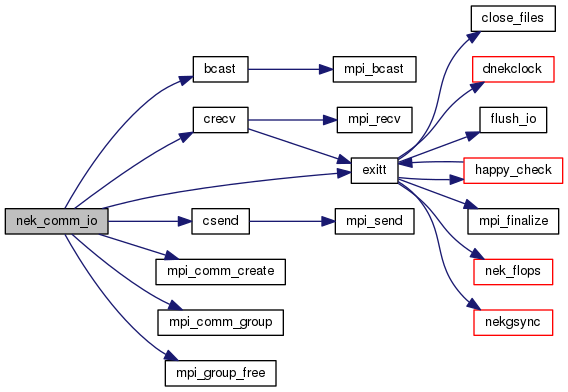 nek_comm_io
bcast
crecv
csend
mpi_comm_create
mpi_comm_group
mpi_group_free
mpi_bcast
mpi_recv
exitt
mpi_send
close_files
dnekclock
flush_io
happy_check
mpi_finalize
nek_flops
nekgsync